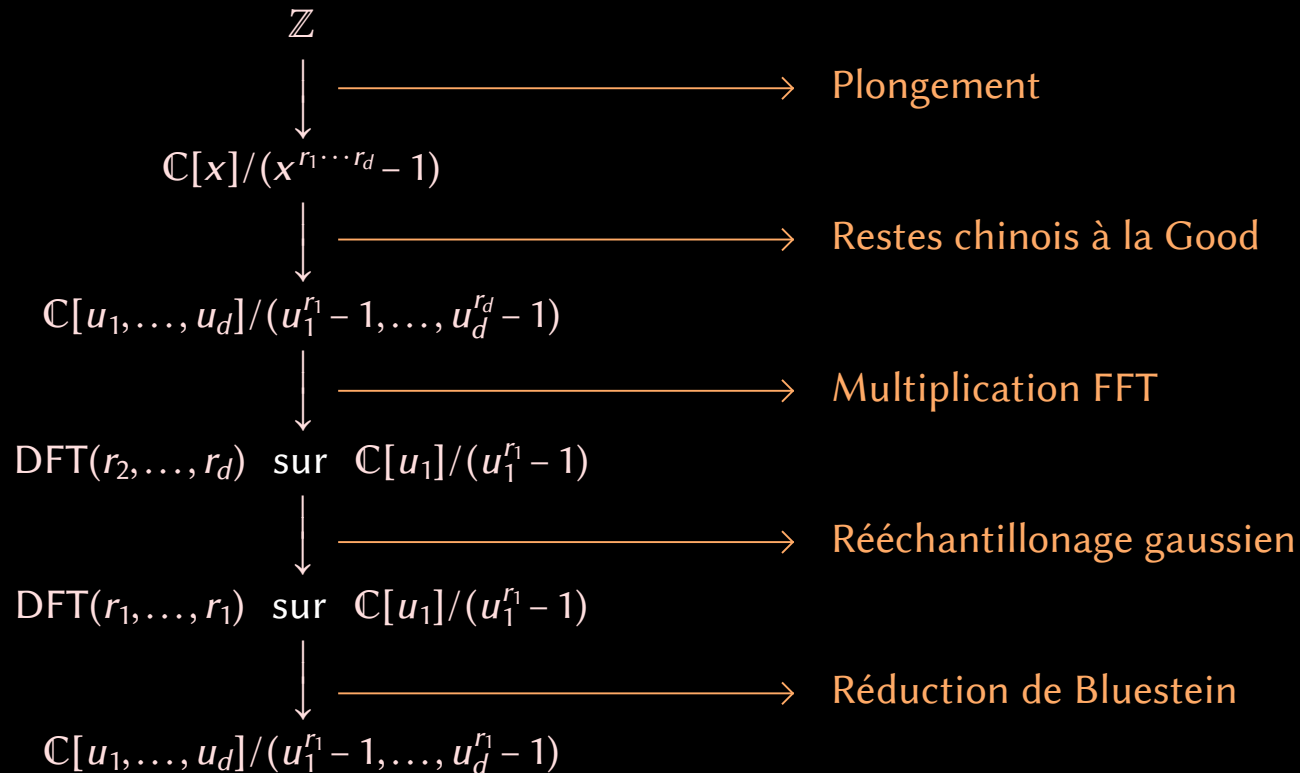 ℤ
Plongement
ℂ[x]/(x^{r₁⋯r_d} – 1)
Restes chinois à la Good
ℂ[u₁,…, u_d]/(u₁^{r₁} – 1,…, u_d^{r_d} – 1)
Multiplication FFT
DFT(r₂,…, r_d) sur ℂ[u₁]/(u₁^{r₁} – 1)
Rééchantillonage gaussien
DFT(r₁,…, r₁) sur ℂ[u₁]/(u₁^{r₁} – 1)
Réduction de Bluestein
ℂ[u₁,…, u_d]/(u₁^{r₁} – 1,…, u_d^{r₁} – 1)